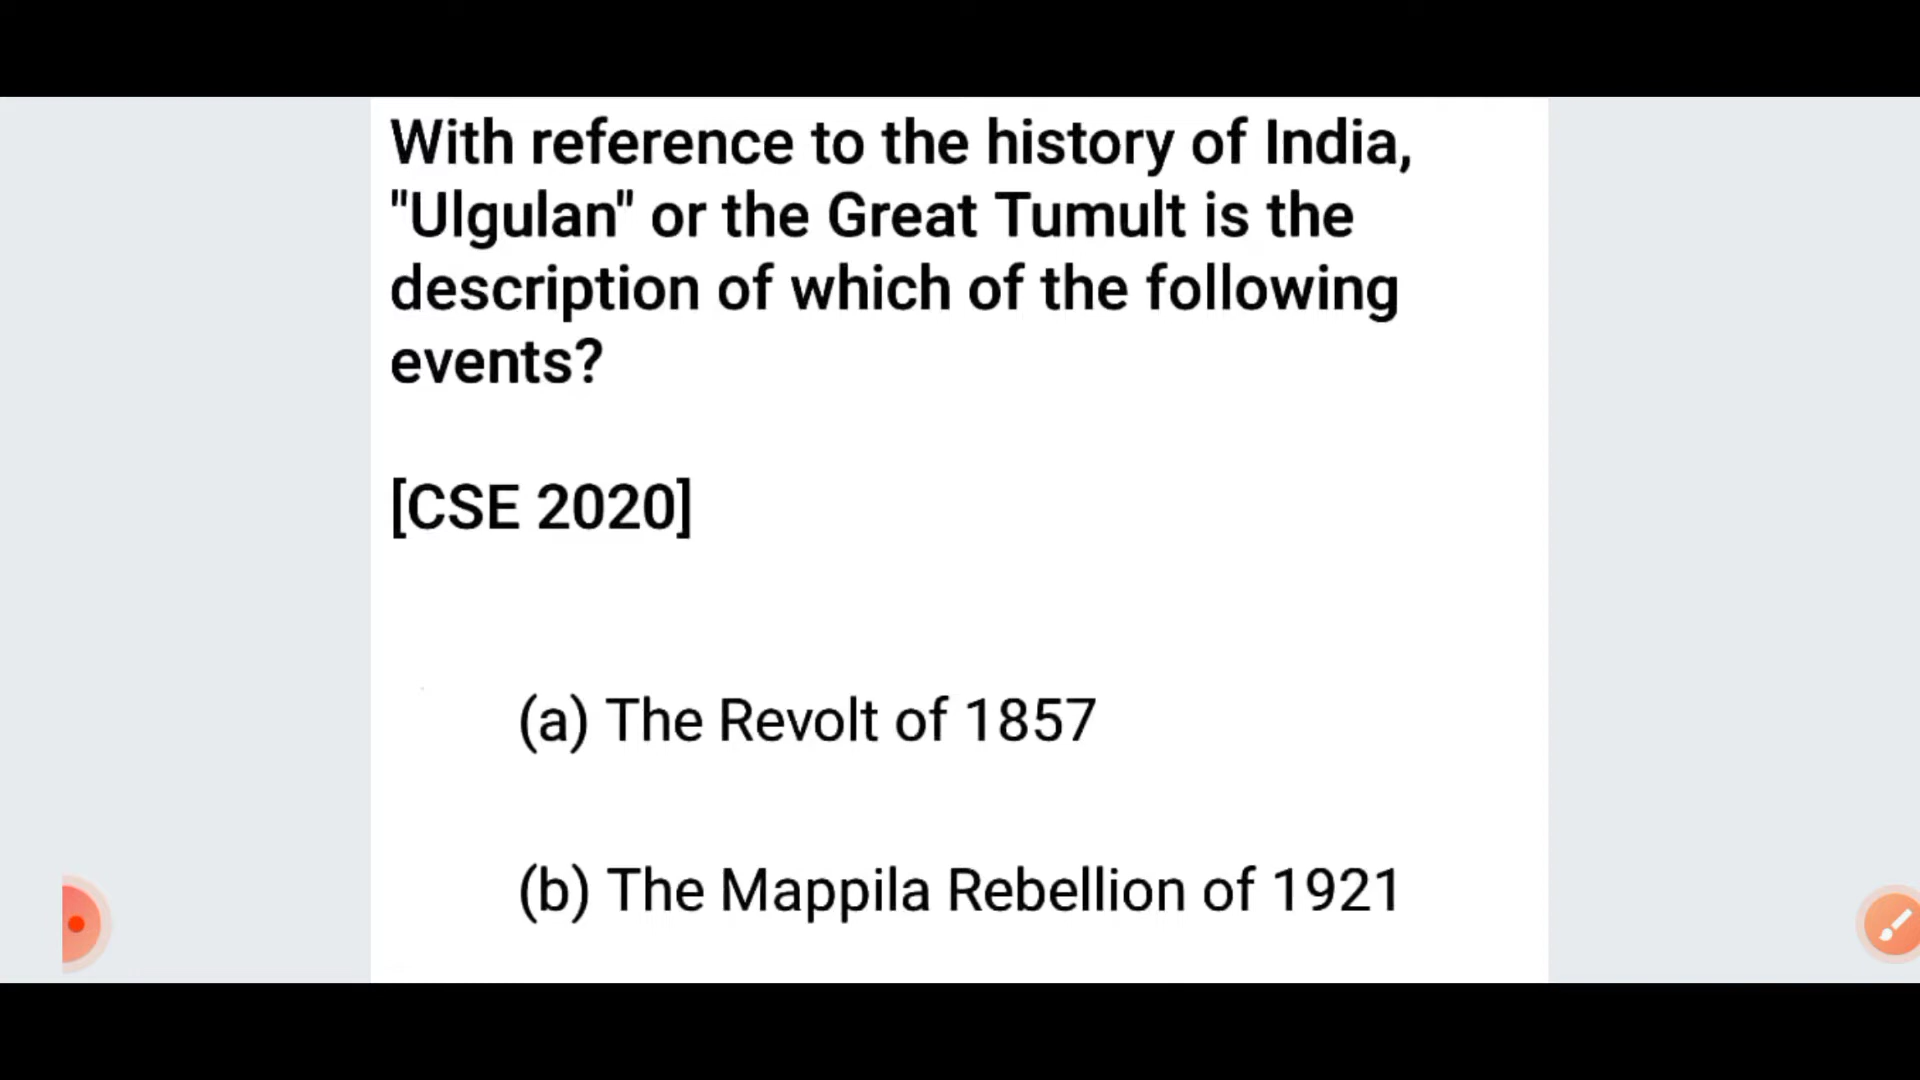 With reference to the history of India,
"Ulgulan" or the Great Tumult is the
description of which of the following
events?
[CSE 2020]
(a) The Revolt of 1857
(b) The Mappila Rebellion of 1921